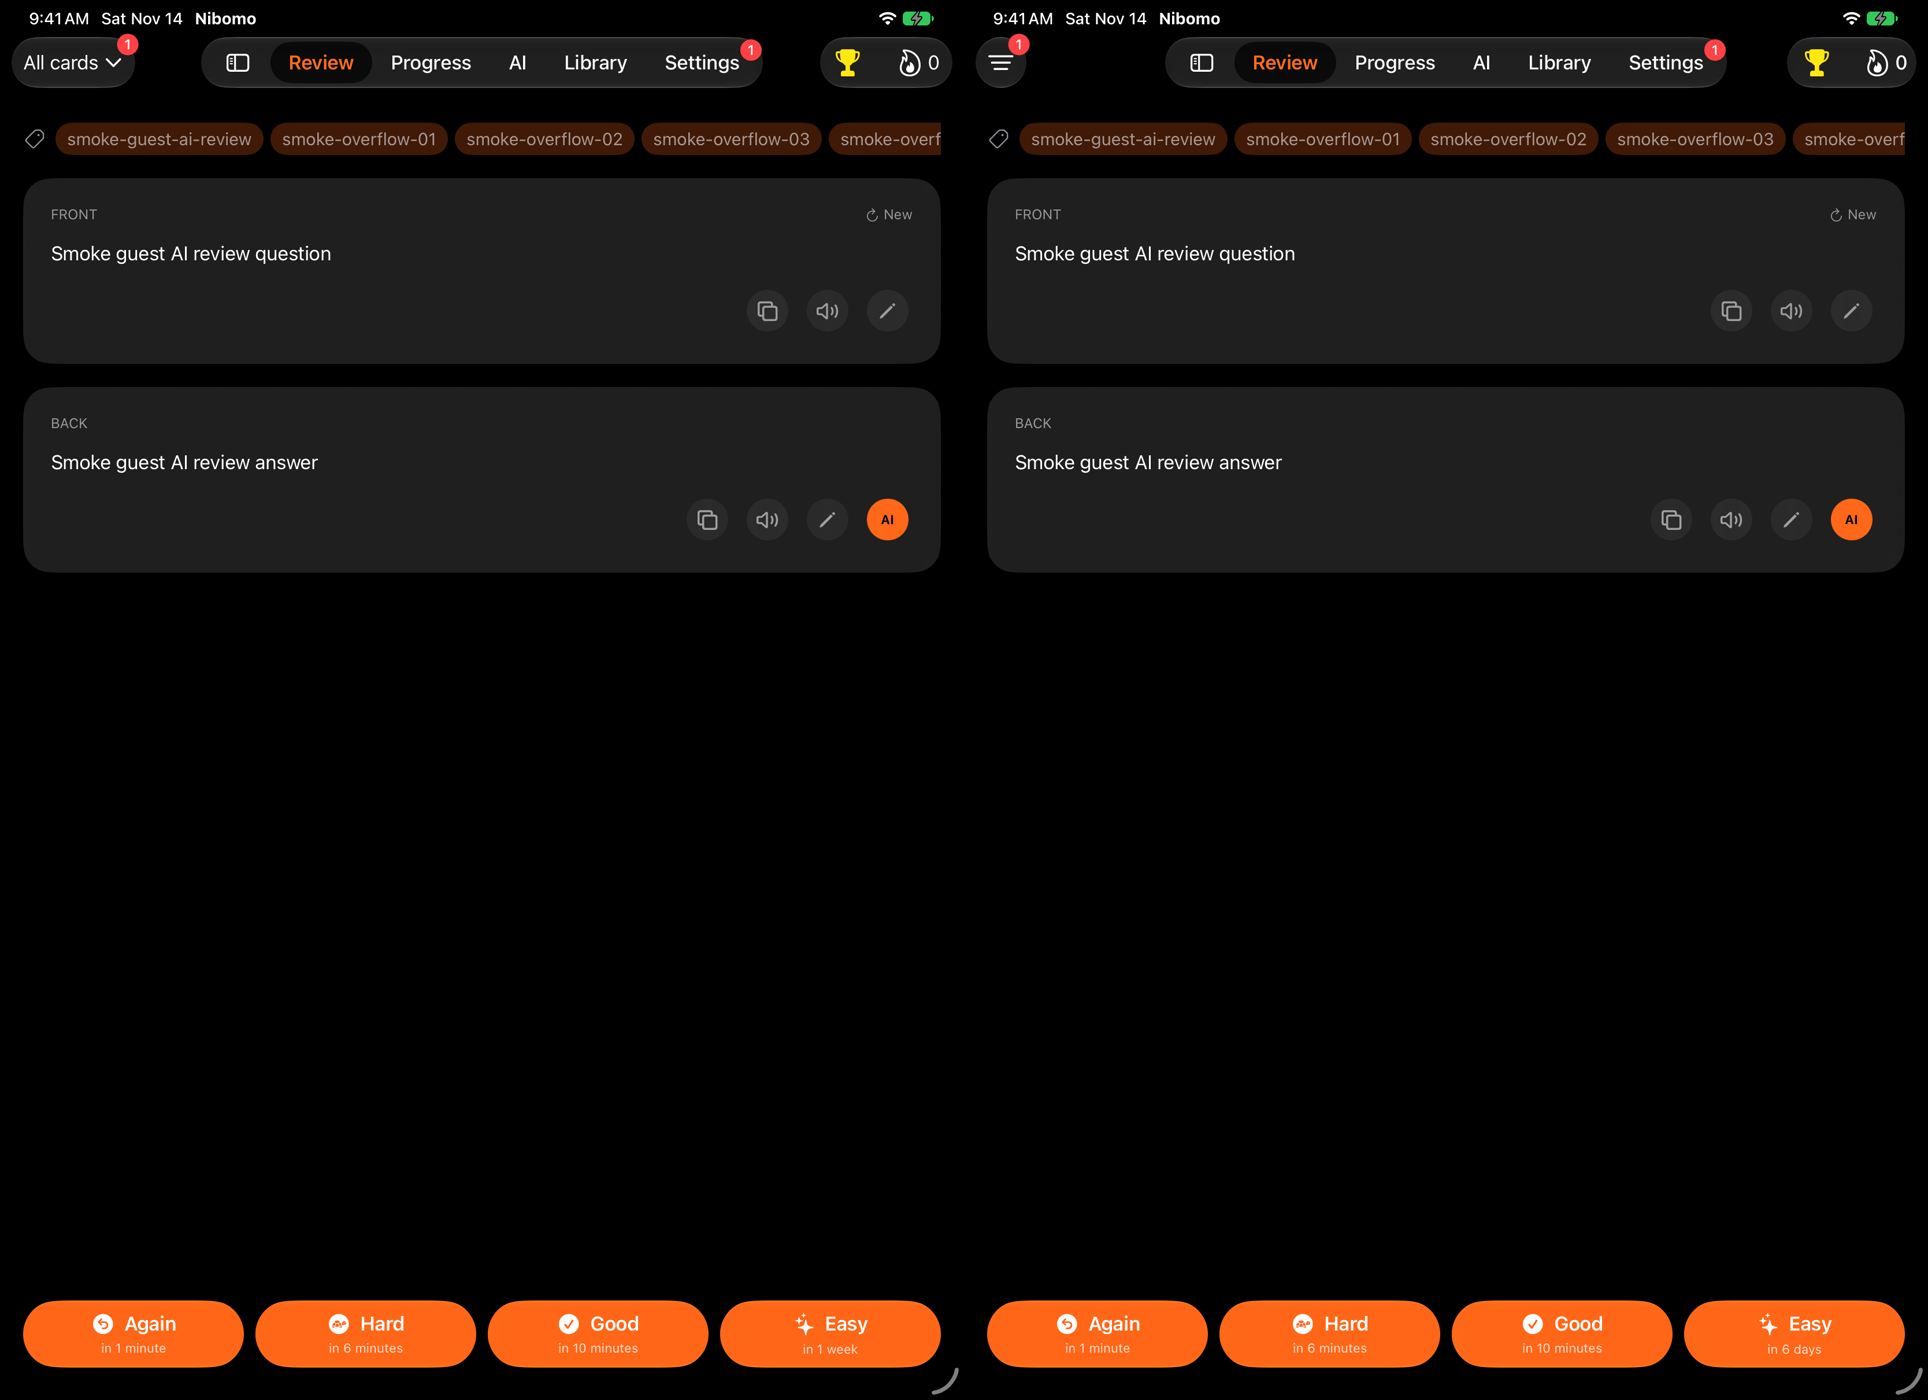 9:41 AM Sat Nov 14 Nibomo
All cards 1
Review Progress AI Library Settings 1
0
smoke-guest-ai-review smoke-overflow-01 smoke-overflow-02 smoke-overflow-03 smoke-overf
FRONT New
Smoke guest AI review question
BACK
Smoke guest AI review answer
AI
Again Hard Good Easy
in 1 minute in 6 minutes in 10 minutes in 1 week
9:41 AM Sat Nov 14 Nibomo
1
Review Progress AI Library Settings 1
0
smoke-guest-ai-review smoke-overflow-01 smoke-overflow-02 smoke-overflow-03 smoke-overf
FRONT New
Smoke guest AI review question
BACK
Smoke guest AI review answer
AI
Again Hard Good Easy
in 1 minute in 6 minutes in 10 minutes in 6 days